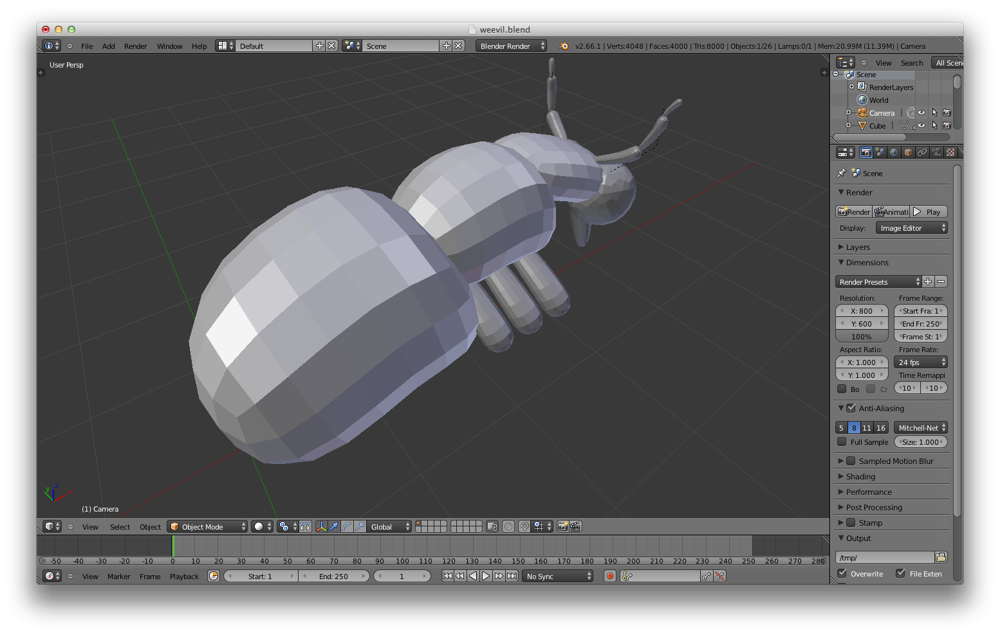 weevil.blend
File Add Render Window Help Default Scene Blender Render v2.66.1 | Verts:4048 | Faces:4000 | Tris:8000 | Objects:1/26 | Lamps:0/1 | Mem:20.99M (11.39M) | Camera
User Persp
(1) Camera
y z x
View Select Object Object Mode Global
-50 -40 -30 -20 -10 0 10 20 30 40 50 60 70 80 90 100 110 120 130 140 150 160 170 180 190 200 210 220 230 240 250 260 270 280
View Marker Frame Playback Start: 1 End: 250 1 No Sync
View Search All Scen
Scene
RenderLayers
World
Camera
Cube
Scene
Render
Render Animati Play
Display: Image Editor
Layers
Dimensions
Render Presets
Resolution: Frame Range:
X: 800 Start Fra: 1
Y: 600 End Fr: 250
100% Frame St: 1
Aspect Ratio: Frame Rate:
X: 1.000 24 fps
Y: 1.000 Time Remappi
Bo Cr 10 10
Anti-Aliasing
5 8 11 16 Mitchell-Net
Full Sample Size: 1.000
Sampled Motion Blur
Shading
Performance
Post Processing
Stamp
Output
/tmp/
Overwrite File Exten